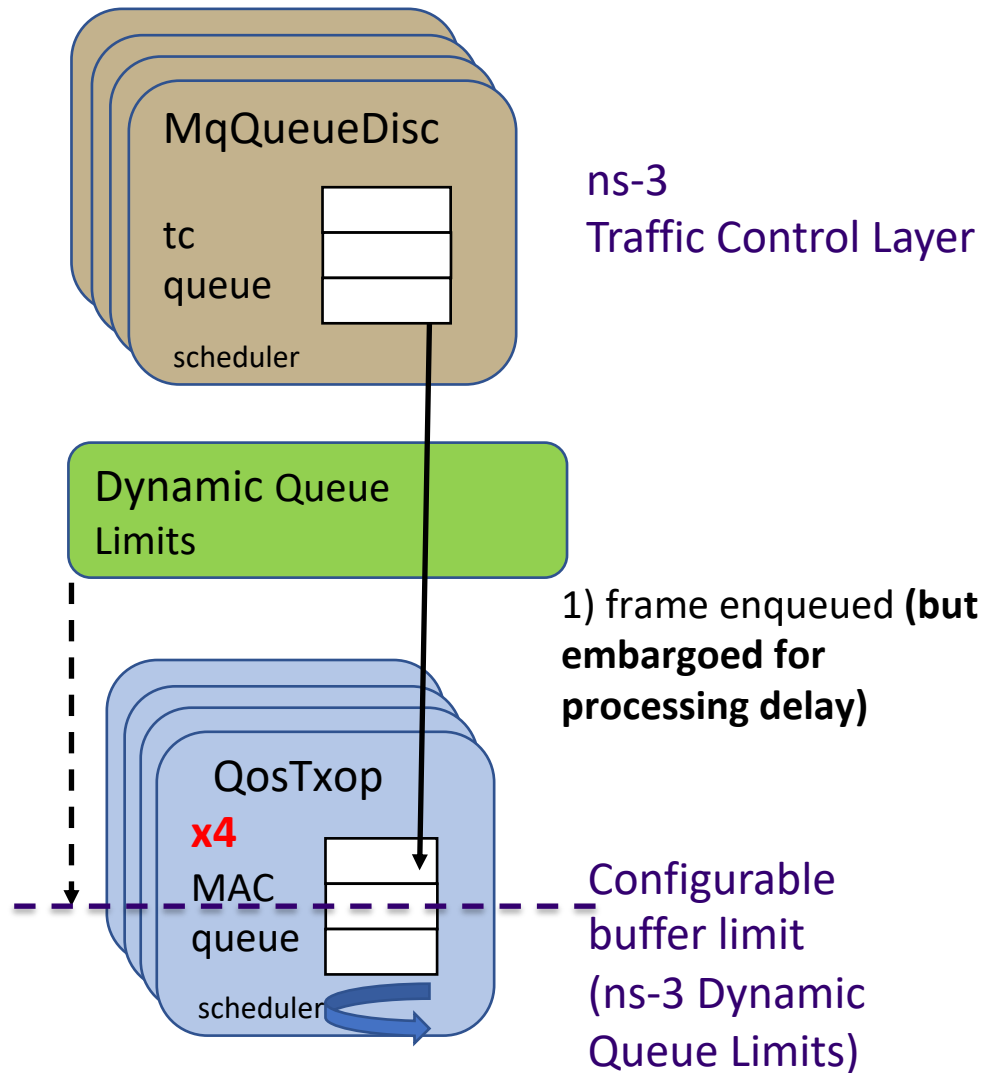 MqQueueDisc
tc
queue
scheduler
ns-3
Traffic Control Layer
Dynamic Queue
Limits
1) frame enqueued (but
embargoed for
processing delay)
QosTxop
x4
MAC
queue
scheduler
Configurable
buffer limit
(ns-3 Dynamic
Queue Limits)